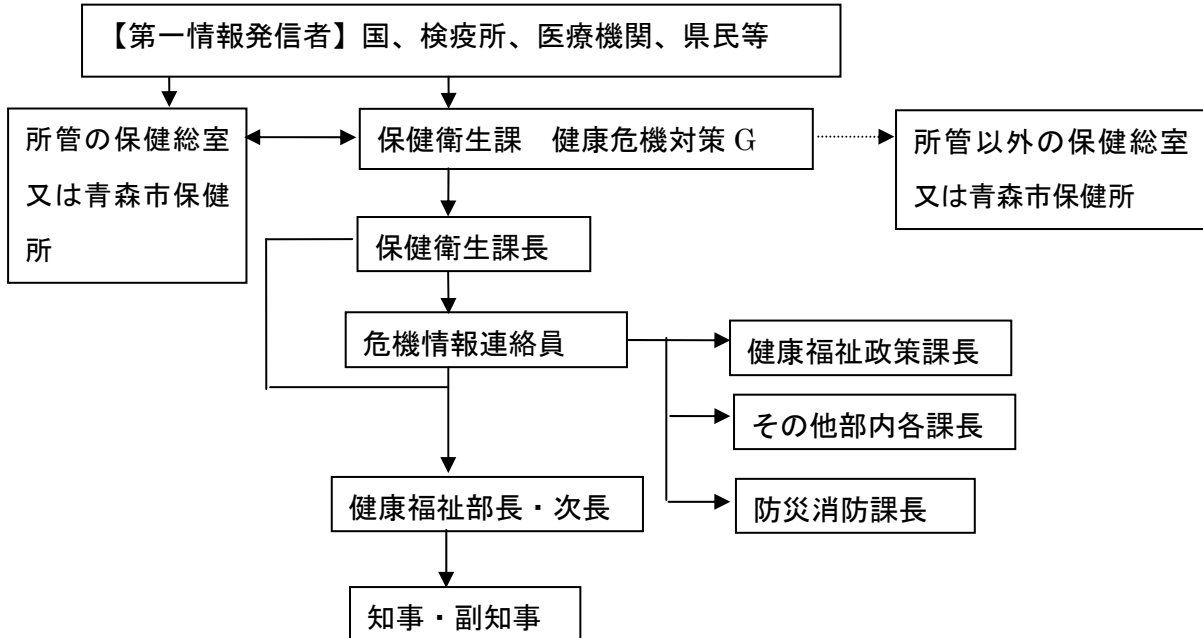 【第一情報発信者】国、検疫所、医療機関、県民等
所管の保健総室
又は青森市保健
所
保健衛生課　健康危機対策 G
所管以外の保健総室
又は青森市保健所
保健衛生課長
危機情報連絡員
健康福祉政策課長
その他部内各課長
防災消防課長
健康福祉部長・次長
知事・副知事